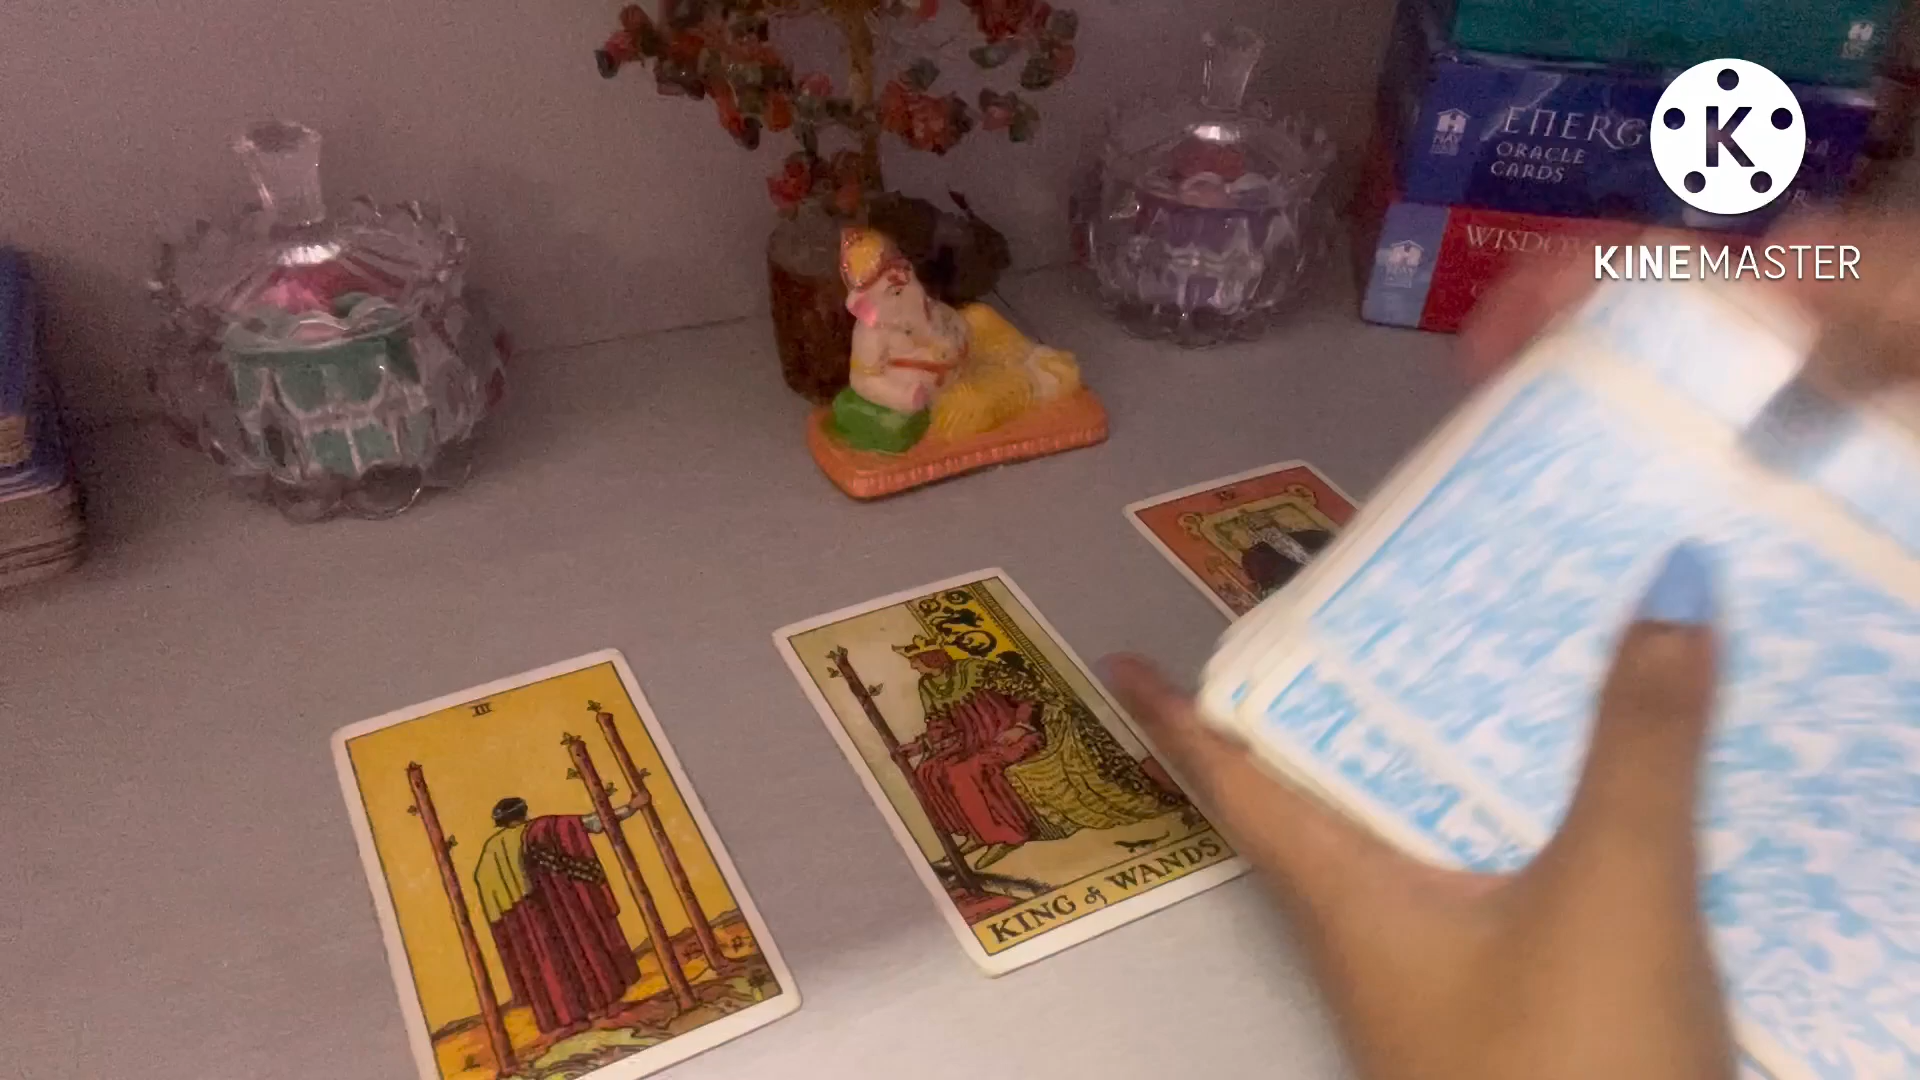 ENERG
ORACLE
CARDS
K
KINEMASTER
WISDO
III
KING of WANDS